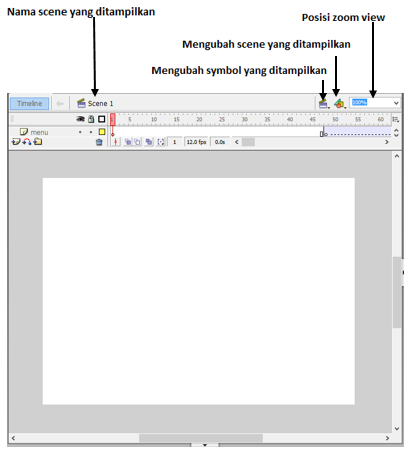 Nama scene yang ditampilkan
Posisi zoom view
Mengubah scene yang ditampilkan
Mengubah symbol yang ditampilkan
Timeline Scene 1 100%
1 5 10 15 20 25 30 35 40 45 50 55 60
menu
1 12.0 fps 0.0s